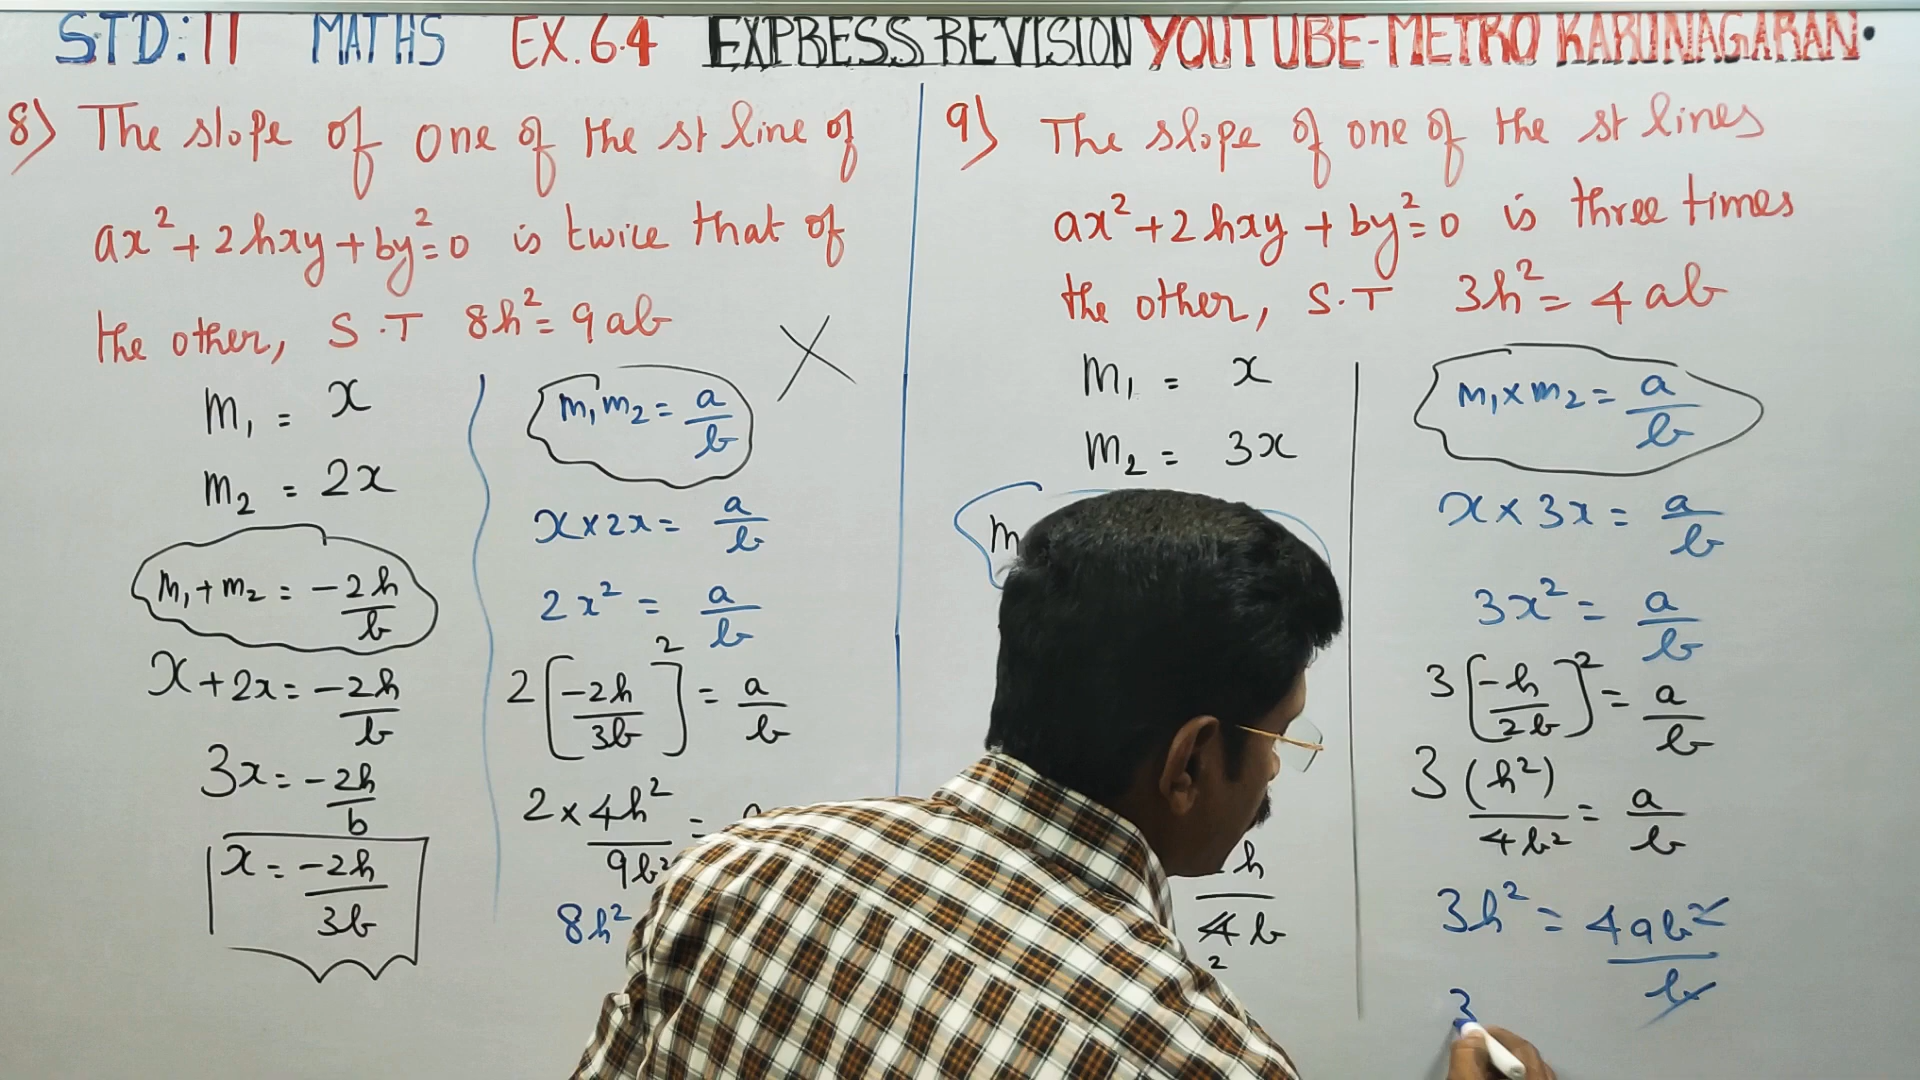 STD:11 MATHS EX.6.4 EXPRESS REVISION YOUTUBE-METRO KARUNAGARAN.
8) The slope of one of the st line of
ax²+2hxy+by²=0 is twice that of
the other, S.T 8h²=9ab
m₁ = x
m₂ = 2x
m₁+m₂ = -2h/b
x+2x = -2h/b
3x = -2h/b
x = -2h/3b
m₁m₂ = a/b
x×2x = a/b
2x² = a/b
2[-2h/3b]² = a/b
2×4h²/9b² =
8h²
9) The slope of one of the st lines
ax²+2hxy+by²=0 is three times
the other, S.T 3h²=4ab
m₁ = x
m₂ = 3x
m
h/4b
2
m₁×m₂ = a/b
x×3x = a/b
3x² = a/b
3[-h/2b]² = a/b
3(h²)/4b² = a/b
3h² = 4ab²/b
3